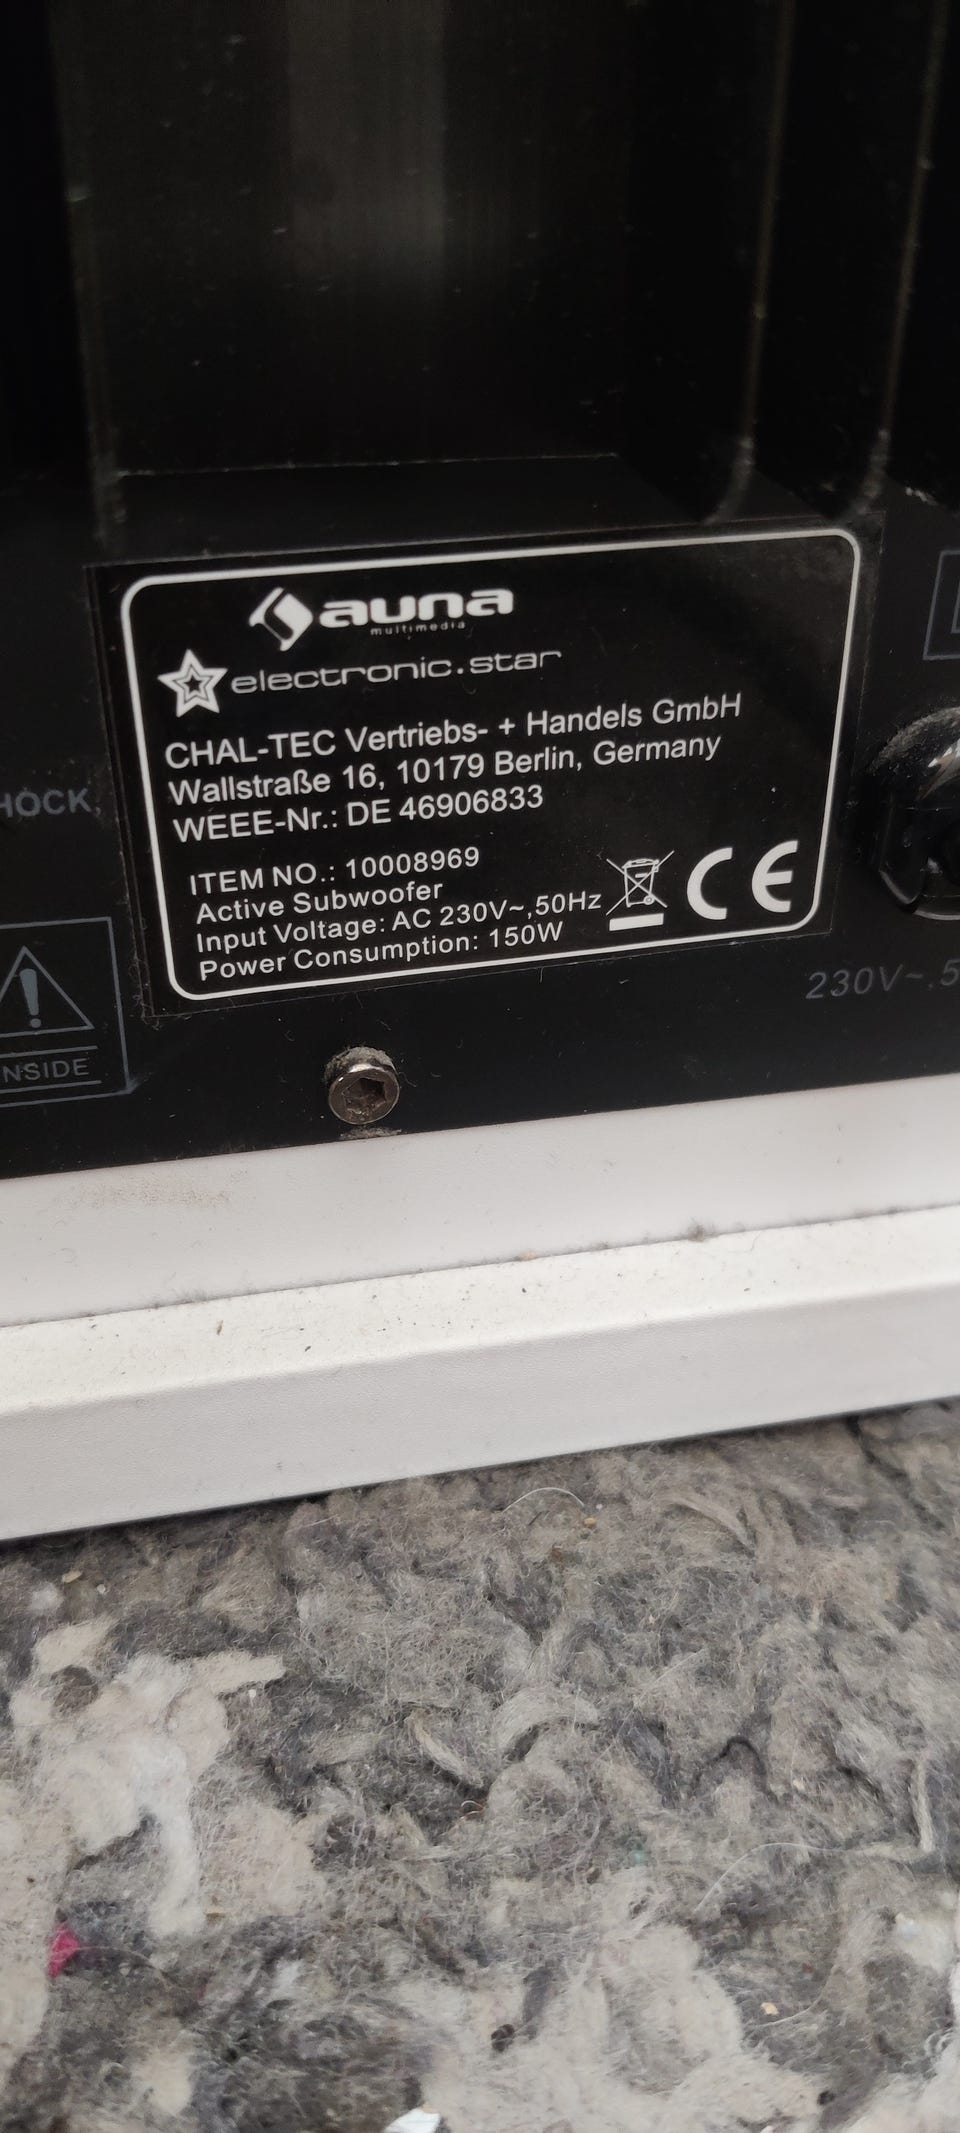 auna
multimedia
electronic.star
CHAL-TEC Vertriebs- + Handels GmbH
Wallstraße 16, 10179 Berlin, Germany
WEEE-Nr.: DE 46906833
HOCK,
ITEM NO.: 10008969
Active Subwoofer
Input Voltage: AC 230V~,50Hz
Power Consumption: 150W
CE
230V~,5
NSIDE